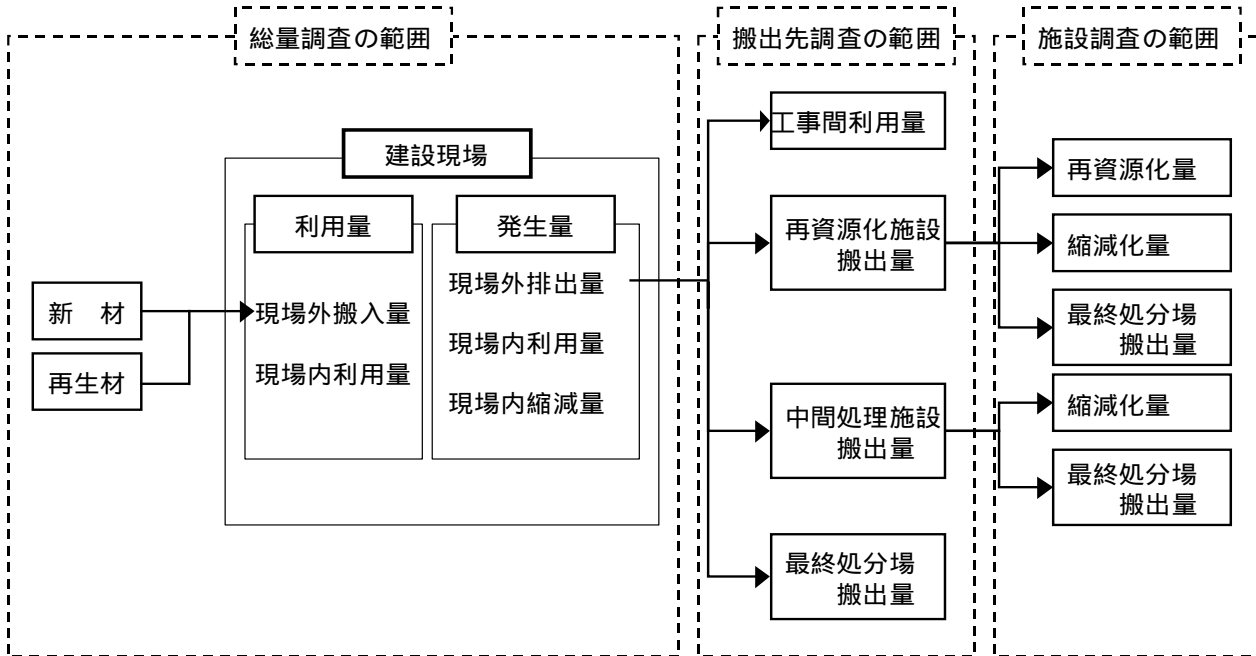 総量調査の範囲
搬出先調査の範囲
施設調査の範囲
建設現場
利用量
発生量
新　材
再生材
現場外搬入量
現場内利用量
現場外排出量
現場内利用量
現場内縮減量
工事間利用量
再資源化施設
搬出量
中間処理施設
搬出量
最終処分場
搬出量
再資源化量
縮減化量
最終処分場
搬出量
縮減化量
最終処分場
搬出量